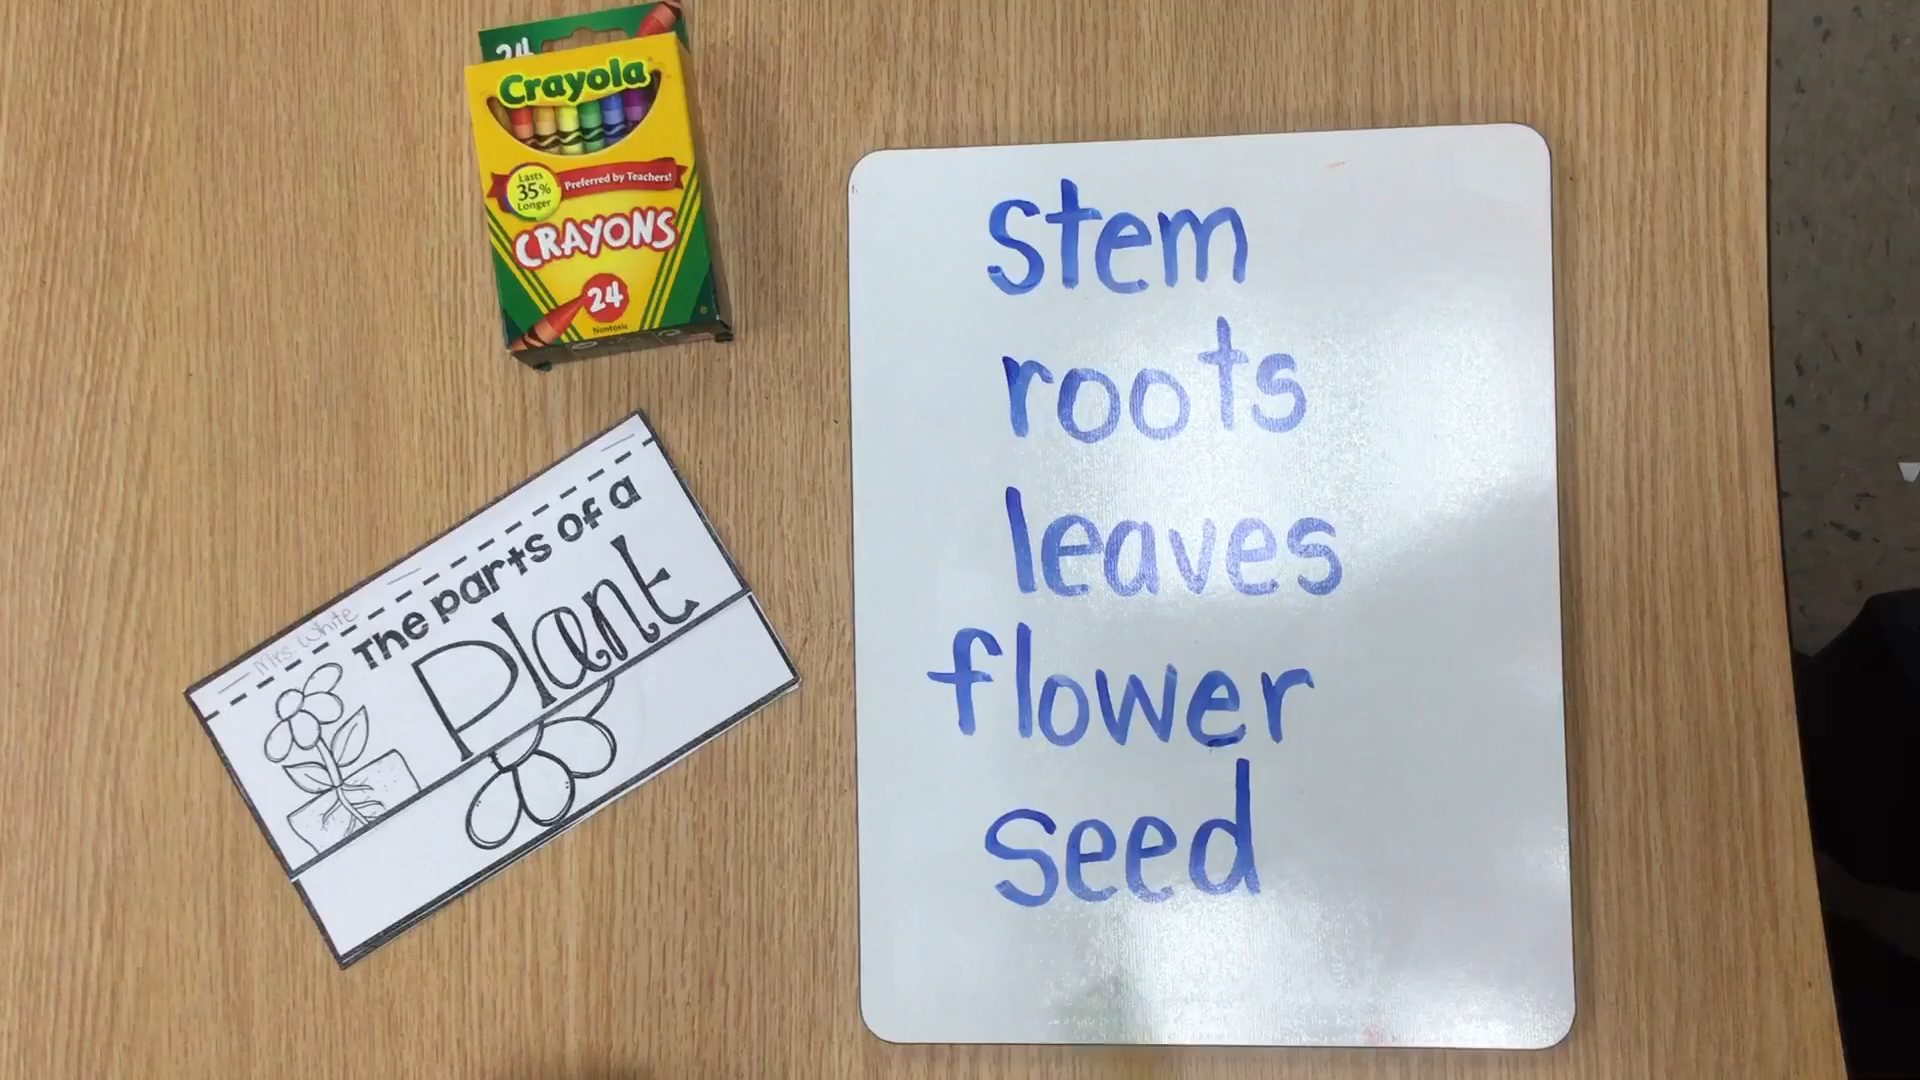 24
Crayola
Lasts
35%
Longer
Preferred by Teachers!
CRAYONS
24
Nontoxic
Mrs. White
The parts of a
Plant
stem
roots
leaves
flower
seed